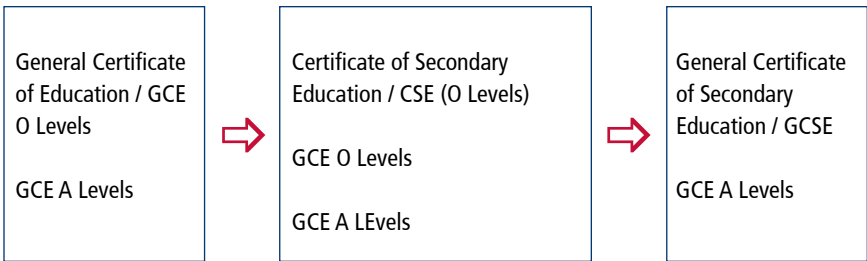 General Certificate
of Education / GCE
O Levels
GCE A Levels
Certificate of Secondary
Education / CSE (O Levels)
GCE O Levels
GCE A LEvels
General Certificate
of Secondary
Education / GCSE
GCE A Levels